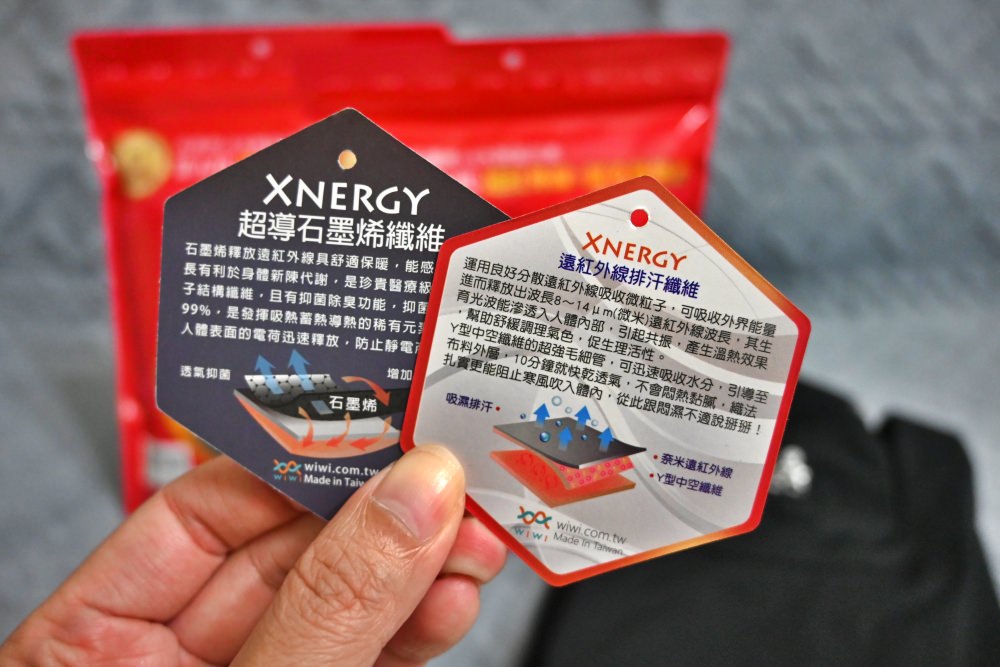 XNERGY
超導石墨烯纖維
石墨烯釋放遠紅外線具舒適保暖，能感
長有利於身體新陳代謝，是珍貴醫療級
子結構纖維，且有抑菌除臭功能，抑菌
99%，是發揮吸熱蓄熱導熱的稀有元
人體表面的電荷迅速釋放，防止靜電
透氣抑菌
增加
石墨烯
wiwi.com.tw
WIWI Made in Taiw
XNERGY
遠紅外線排汗纖維
運用良好分散遠紅外線吸收微粒子，可吸收外界能量
進而釋放出波長8～14μm(微米)遠紅外線波長，其生
育光波能滲透入人體內部，引起共振，產生溫熱效果
，幫助舒緩調理氣色，促生理活性。
Y型中空纖維的超強毛細管，可迅速吸收水分，引導至
布料外層，10分鐘就快乾透氣，不會悶熱黏膩，織法
扎實更能阻止寒風吹入體內，從此跟悶濕不適說掰掰！
吸濕排汗
奈米遠紅外線
Y型中空纖維
wiwi.com.tw
WIWI Made in Taiwan